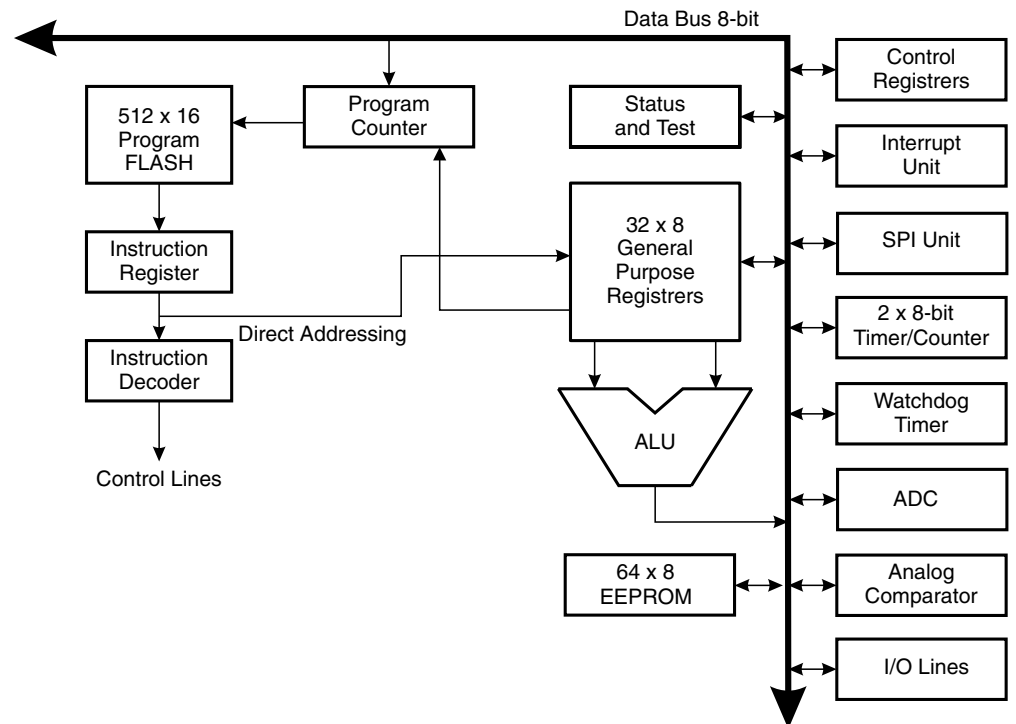 Data Bus 8-bit
512 x 16
Program
FLASH
Program
Counter
Status
and Test
Control
Registrers
Interrupt
Unit
Instruction
Register
32 x 8
General
Purpose
Registrers
SPI Unit
2 x 8-bit
Timer/Counter
Direct Addressing
Instruction
Decoder
ALU
Watchdog
Timer
Control Lines
ADC
64 x 8
EEPROM
Analog
Comparator
I/O Lines